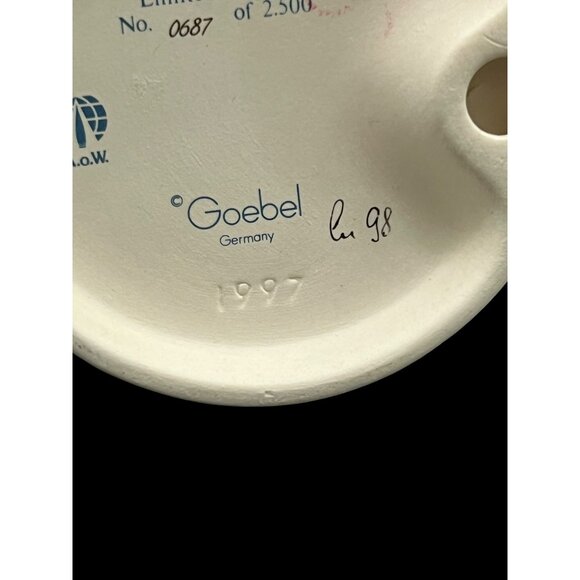 No. 0687 of 2.500
.o.W.
© Goebel
Germany
98
1997